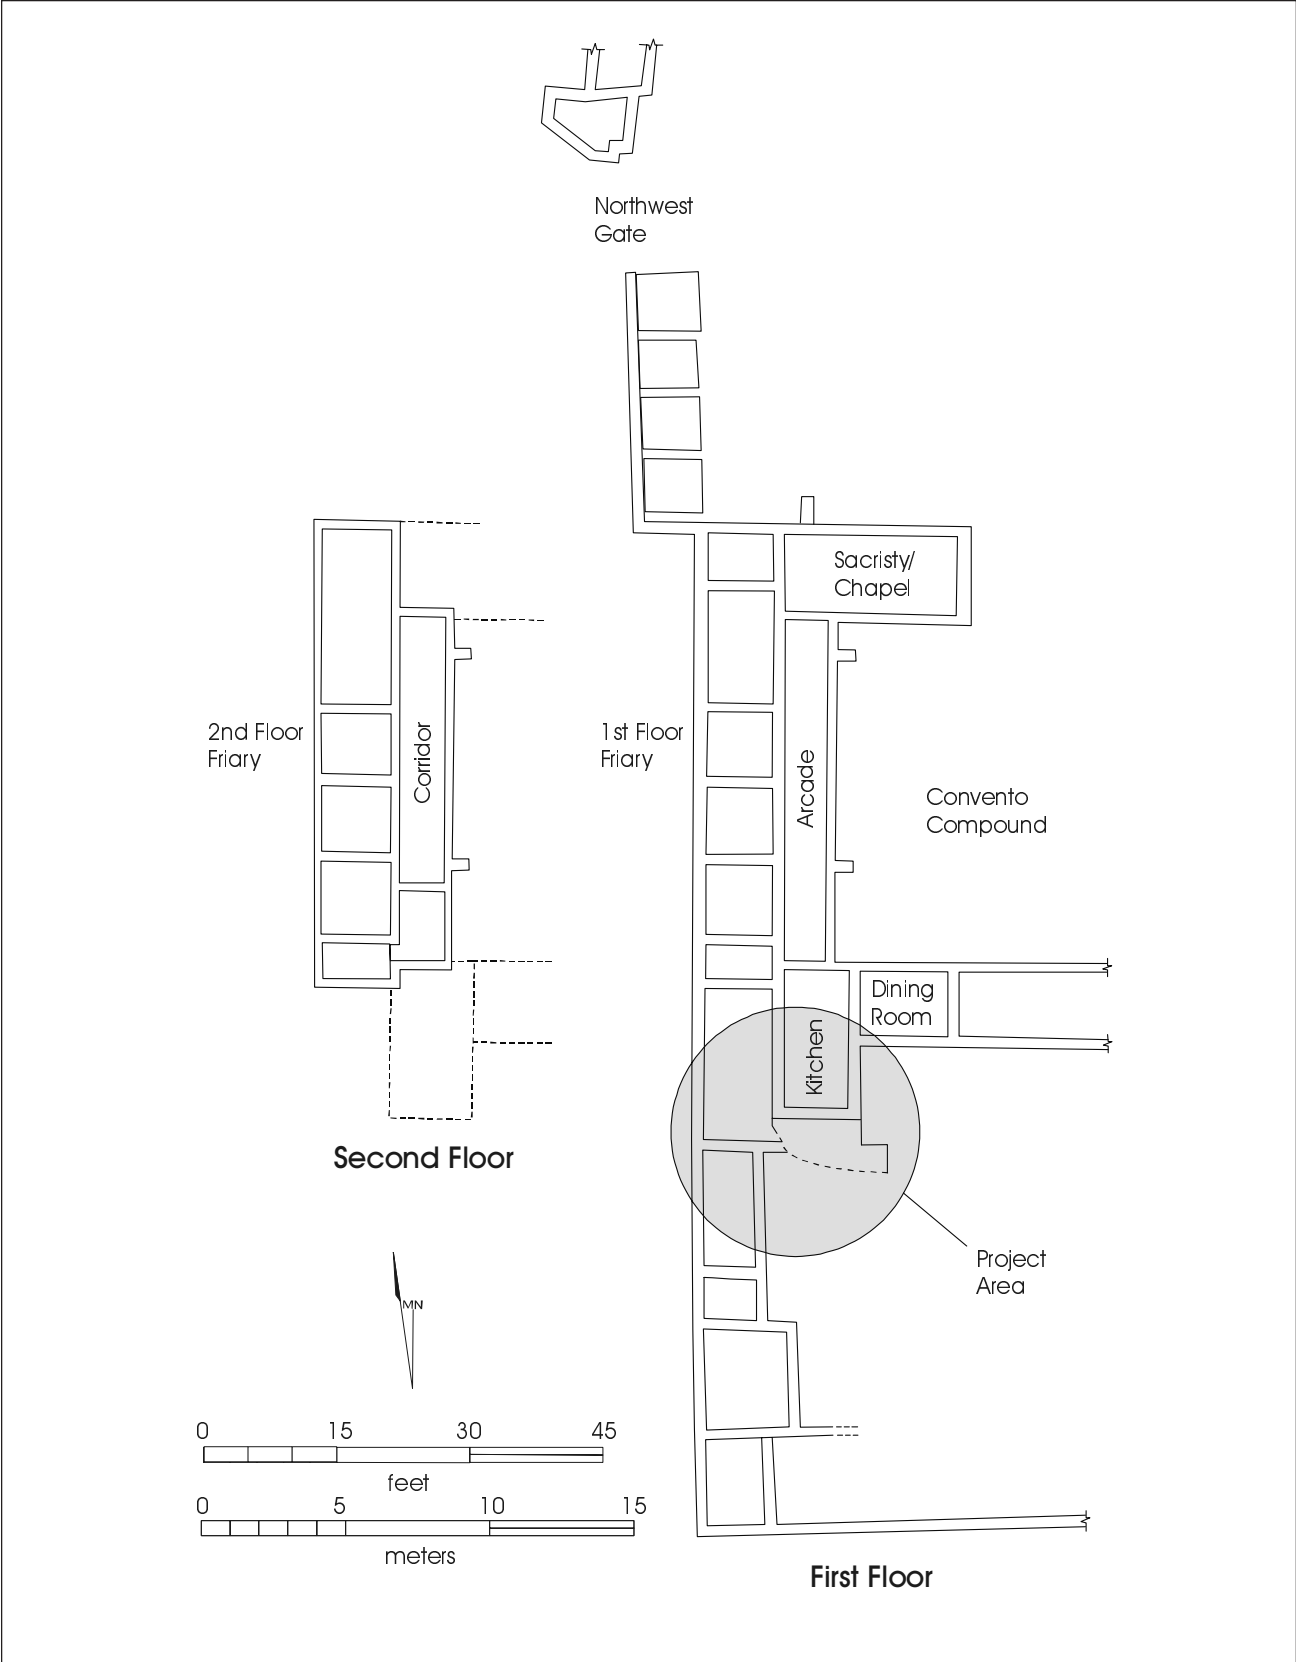 Northwest
Gate
Sacristy/
Chapel
2nd Floor
Friary
Corridor
1st Floor
Friary
Arcade
Convento
Compound
Dining
Room
Kitchen
Second Floor
Project
Area
MN
0 15 30 45
feet
0 5 10 15
meters
First Floor